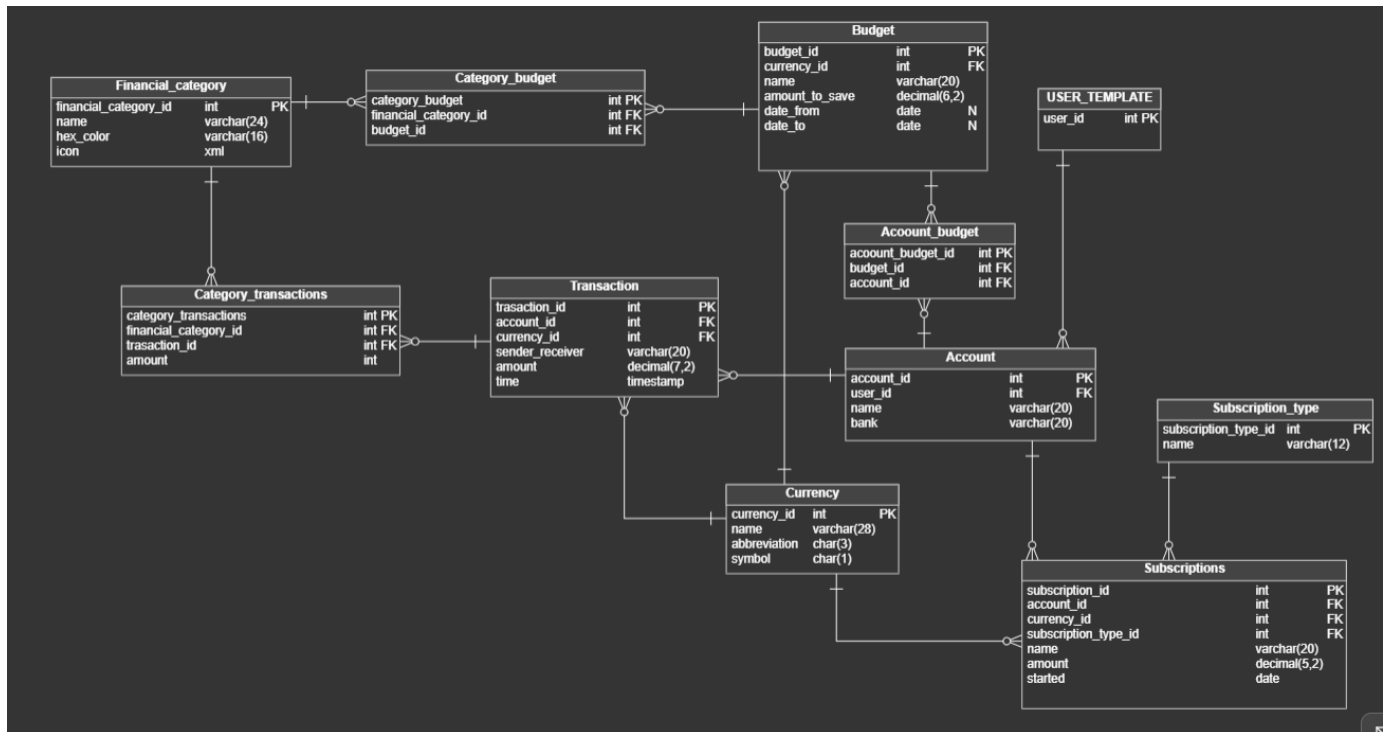 Budget
budget_id int PK
currency_id int FK
name varchar(20)
amount_to_save decimal(6,2)
date_from date N
date_to date N
Financial_category
financial_category_id int PK
name varchar(24)
hex_color varchar(16)
icon xml
Category_budget
category_budget int PK
financial_category_id int FK
budget_id int FK
USER_TEMPLATE
user_id int PK
Acoount_budget
acoount_budget_id int PK
budget_id int FK
account_id int FK
Category_transactions
category_transactions int PK
financial_category_id int FK
trasaction_id int FK
amount int
Transaction
trasaction_id int PK
account_id int FK
currency_id int FK
sender_receiver varchar(20)
amount decimal(7,2)
time timestamp
Account
account_id int PK
user_id int FK
name varchar(20)
bank varchar(20)
Subscription_type
subscription_type_id int PK
name varchar(12)
Currency
currency_id int PK
name varchar(28)
abbreviation char(3)
symbol char(1)
Subscriptions
subscription_id int PK
account_id int FK
currency_id int FK
subscription_type_id int FK
name varchar(20)
amount decimal(5,2)
started date